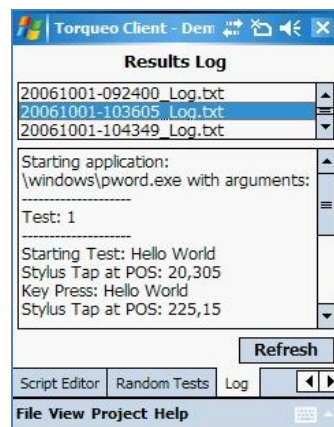 Torqueo Client - Dem
Results Log
20061001-092400_Log.txt
20061001-103605_Log.txt
20061001-104349_Log.txt
Starting application:
\windows\pword.exe with arguments:
--------------------
Test: 1
--------------------
Starting Test: Hello World
Stylus Tap at POS: 20,305
Key Press: Hello World
Stylus Tap at POS: 225,15
Refresh
Script Editor Random Tests Log
File View Project Help